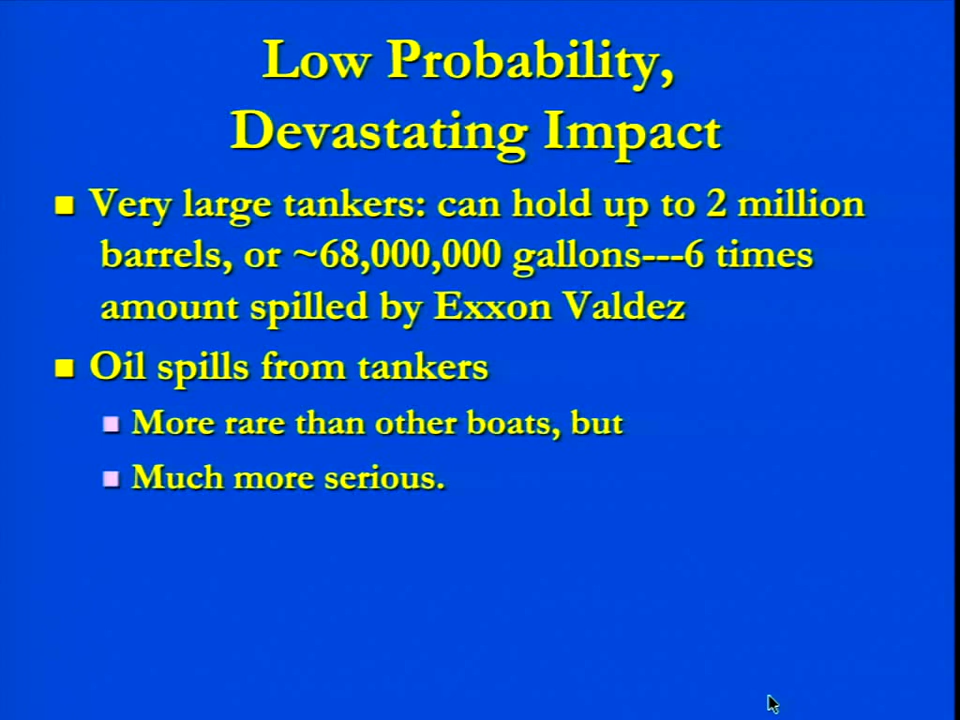 Low Probability,
Devastating Impact
Very large tankers: can hold up to 2 million
barrels, or ~68,000,000 gallons---6 times
amount spilled by Exxon Valdez
Oil spills from tankers
More rare than other boats, but
Much more serious.